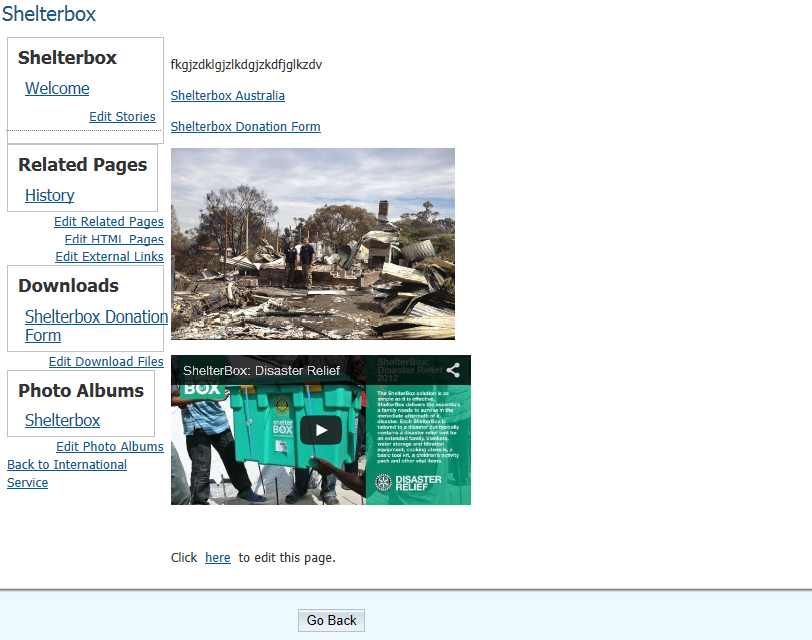 Shelterbox
Shelterbox
Welcome
Edit Stories
Related Pages
History
Edit Related Pages
Edit HTML Pages
Edit External Links
Downloads
Shelterbox Donation
Form
Edit Download Files
Photo Albums
Shelterbox
Edit Photo Albums
Back to International
Service
fkgjzdklgjzlkdgjzkdfjglkzdv
Shelterbox Australia
Shelterbox Donation Form
ShelterBox: Disaster Relief
ShelterBox:
Disaster Relief
2012
BOX
shelter
BOX
The ShelterBox solution is as
simple as it is effective.
ShelterBox delivers the essentials
a family needs to survive in the
immediate aftermath of a
disaster. Each ShelterBox is
tailored to a disaster but typically
contains a disaster relief tent for
an extended family, blankets,
water storage and filtration
equipment, cooking utensils, a
basic tool kit, a children's activity
pack and other vital items.
DISASTER
RELIEF
Click here to edit this page.
Go Back